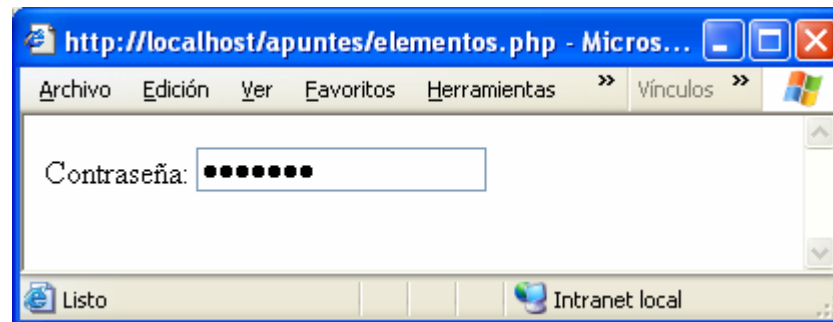 http://localhost/apuntes/elementos.php - Micros...
Archivo Edición Ver Favoritos Herramientas » Vínculos »
Contraseña: •••••••
Listo Intranet local